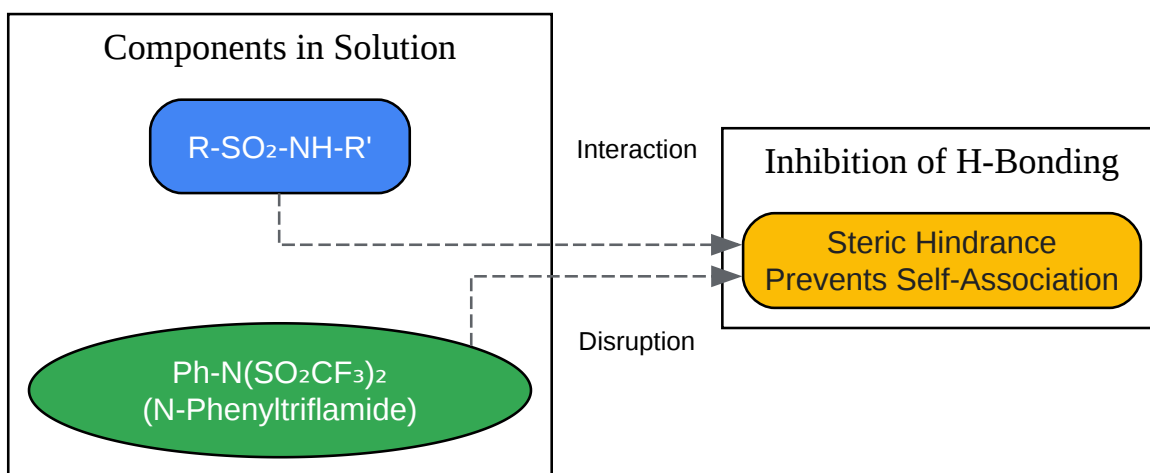 Components in Solution
R-SO₂-NH-R'
Ph-N(SO₂CF₃)₂
(N-Phenyltriflamide)
Interaction
Disruption
Inhibition of H-Bonding
Steric Hindrance
Prevents Self-Association